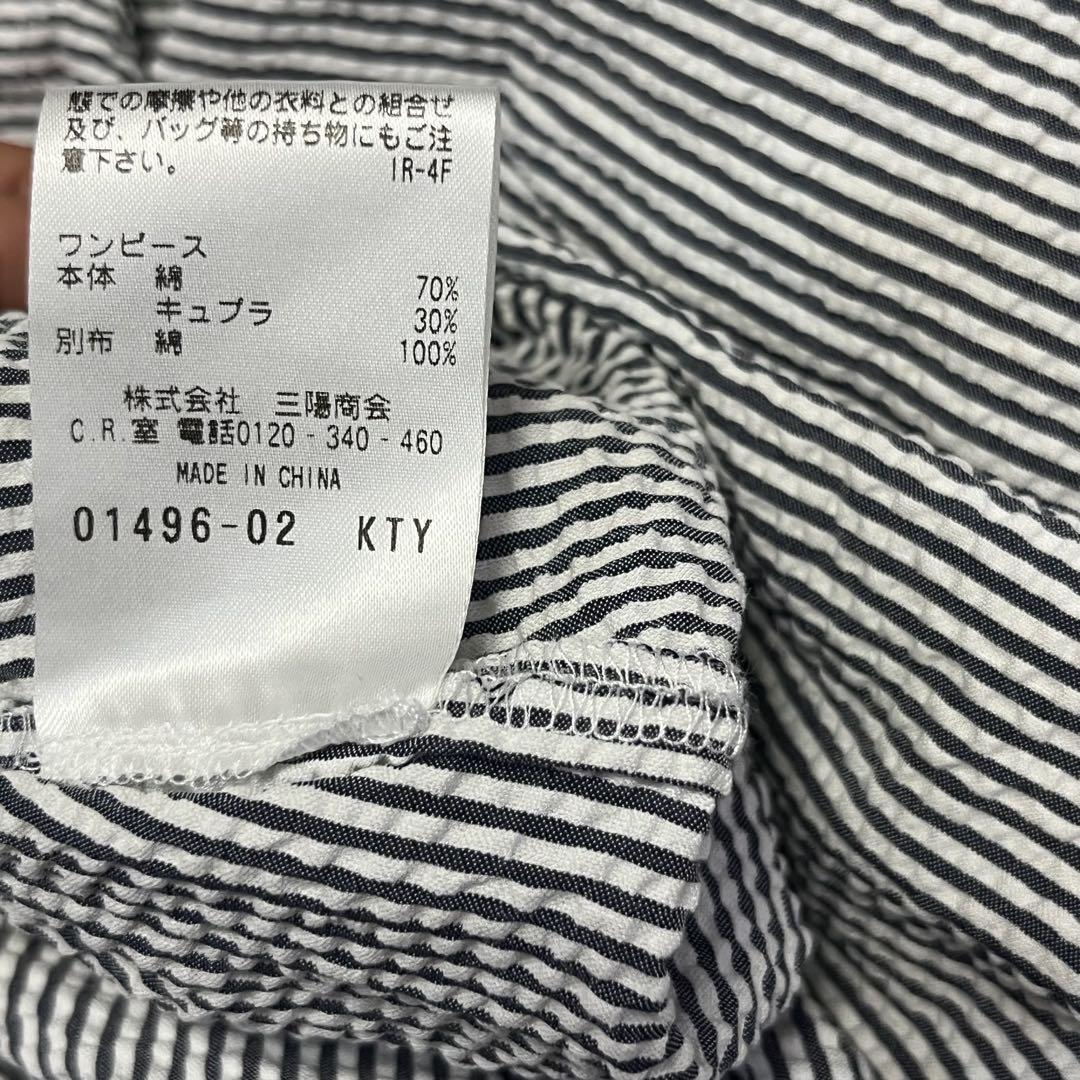 態での摩擦や他の衣料との組合せ
及び、バッグ等の持ち物にもご注
意下さい。 IR-4F
ワンピース
本体 綿 70%
キュプラ 30%
別布 綿 100%
株式会社 三陽商会
C.R.室 電話0120-340-460
MADE IN CHINA
01496-02 KTY